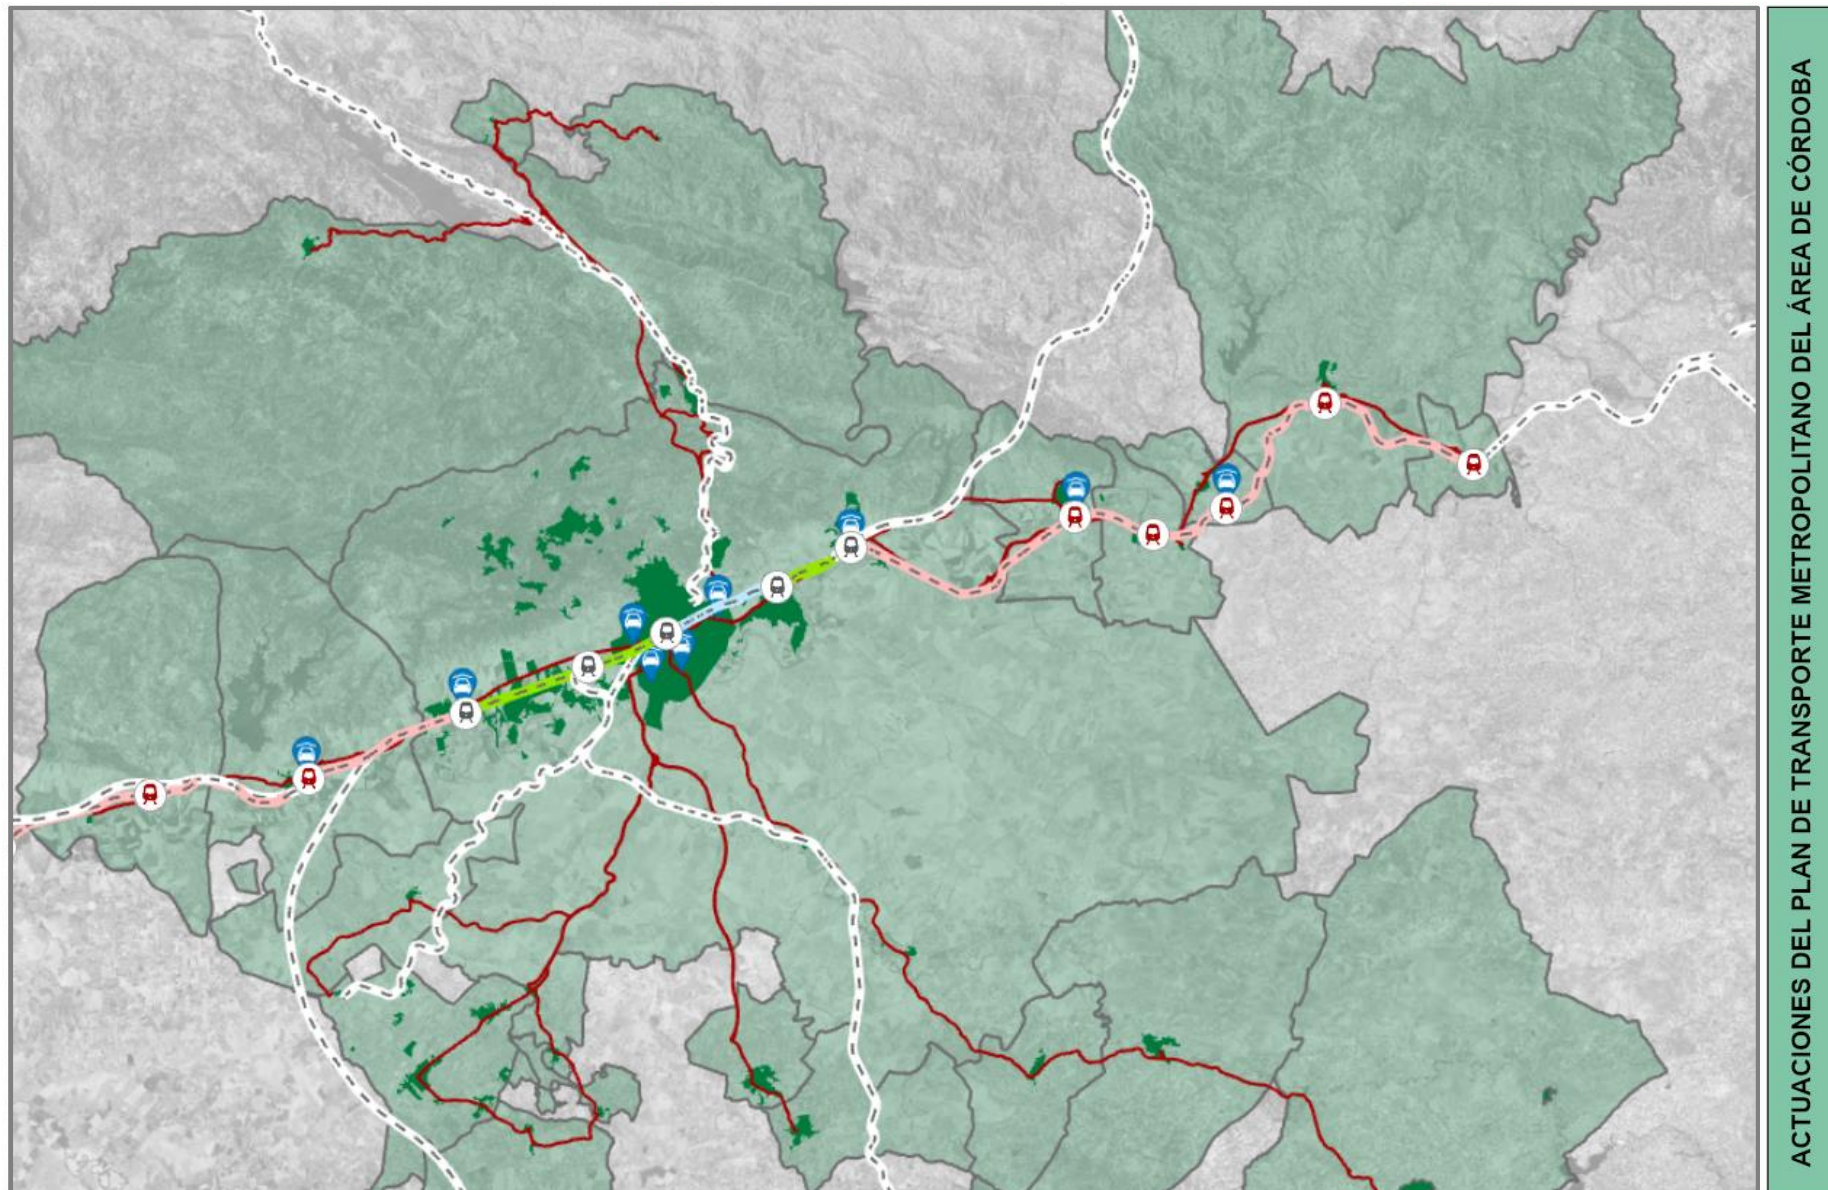 ACTUACIONES DEL PLAN DE TRANSPORTE METROPOLITANO DEL ÁREA DE CÓRDOBA